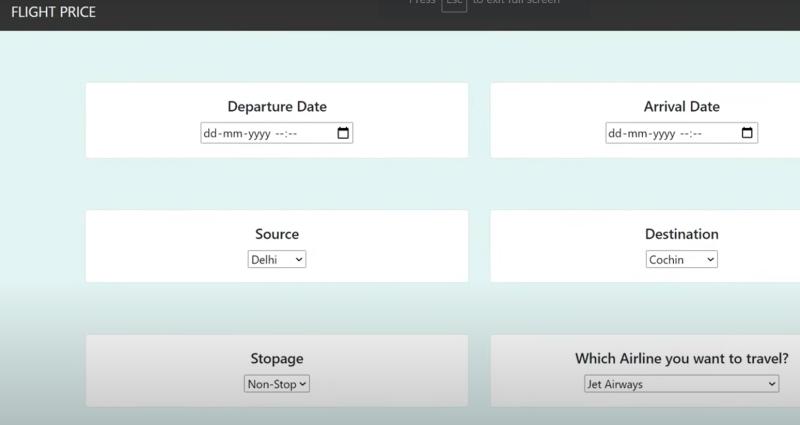 FLIGHT PRICE
Press Esc to exit full screen
Departure Date
dd-mm-yyyy --:--
Arrival Date
dd-mm-yyyy --:--
Source
Delhi
Destination
Cochin
Stopage
Non-Stop
Which Airline you want to travel?
Jet Airways